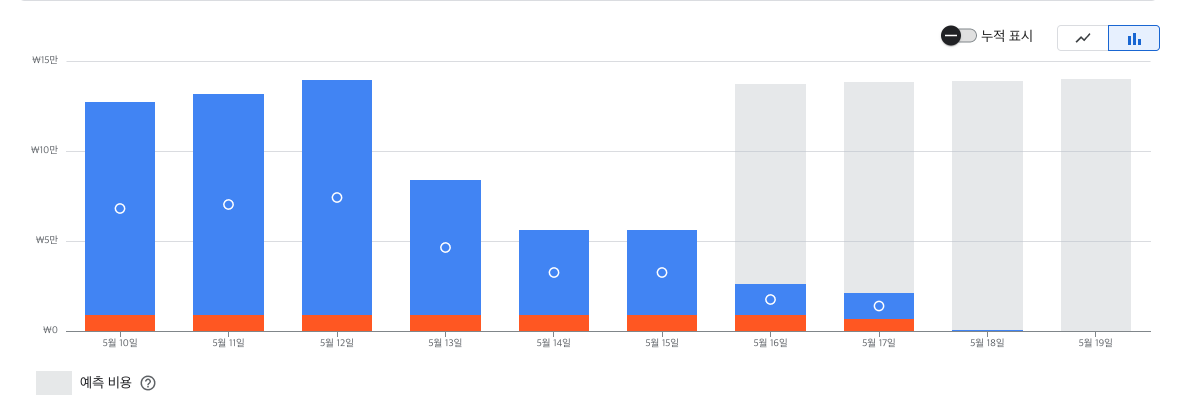 누적 표시
₩15만
₩10만
₩5만
₩0
5월 10일 5월 11일 5월 12일 5월 13일 5월 14일 5월 15일 5월 16일 5월 17일 5월 18일 5월 19일
예측 비용 ?